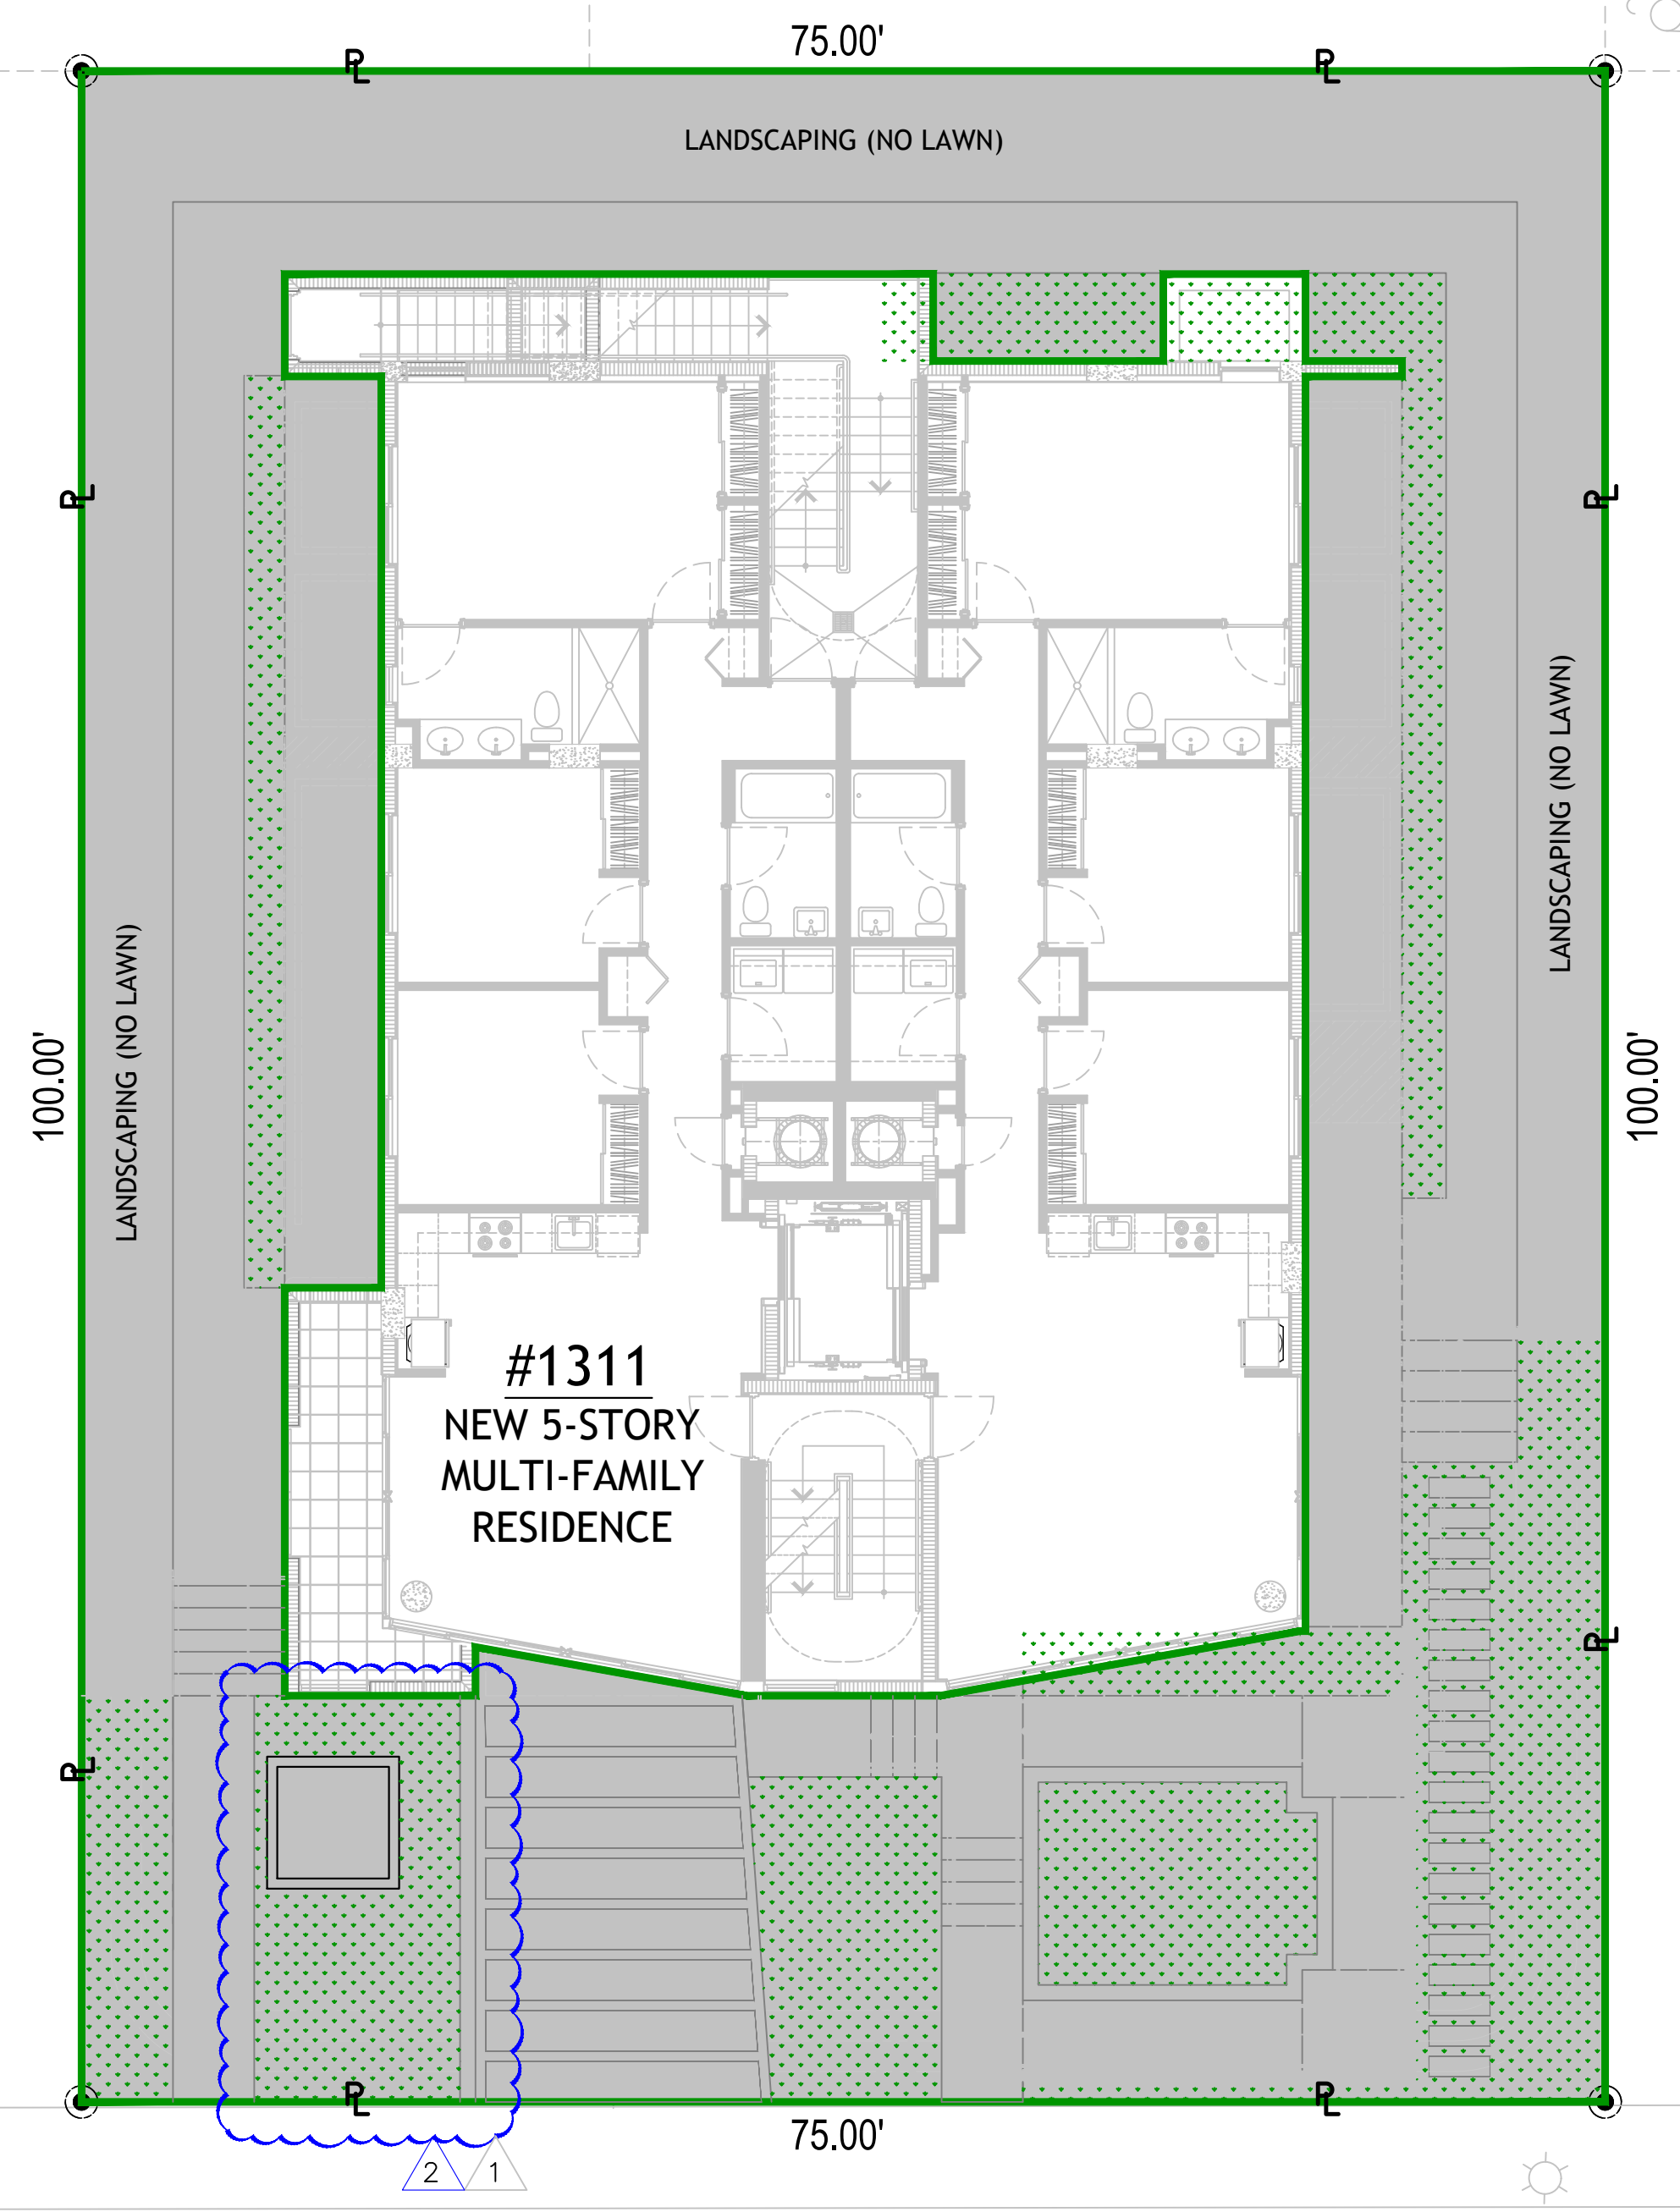 75.00'
PL
PL
LANDSCAPING (NO LAWN)
PL
PL
LANDSCAPING (NO LAWN)
LANDSCAPING (NO LAWN)
100.00'
100.00'
#1311
NEW 5-STORY
MULTI-FAMILY
RESIDENCE
PL
PL
PL
PL
75.00'
2
1